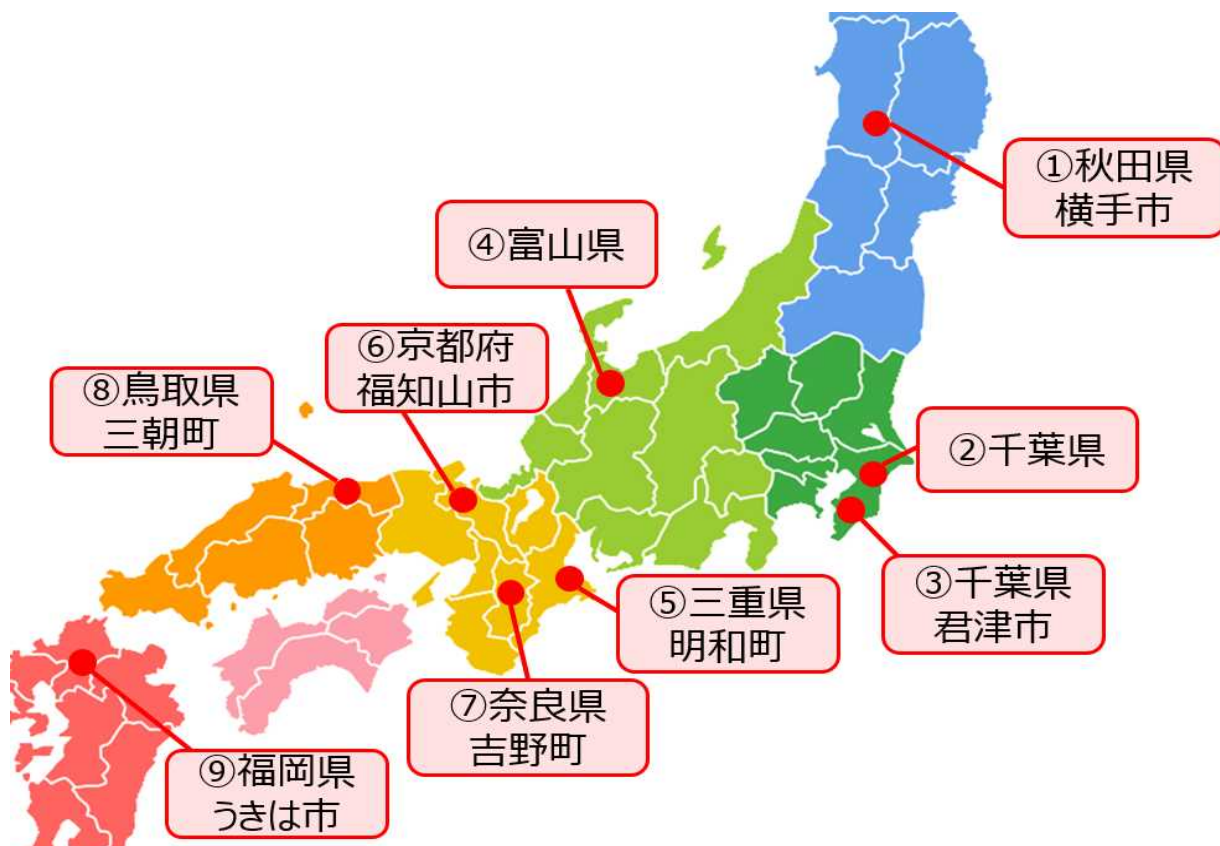 ①秋田県
横手市
②千葉県
③千葉県
君津市
④富山県
⑤三重県
明和町
⑥京都府
福知山市
⑦奈良県
吉野町
⑧鳥取県
三朝町
⑨福岡県
うきは市